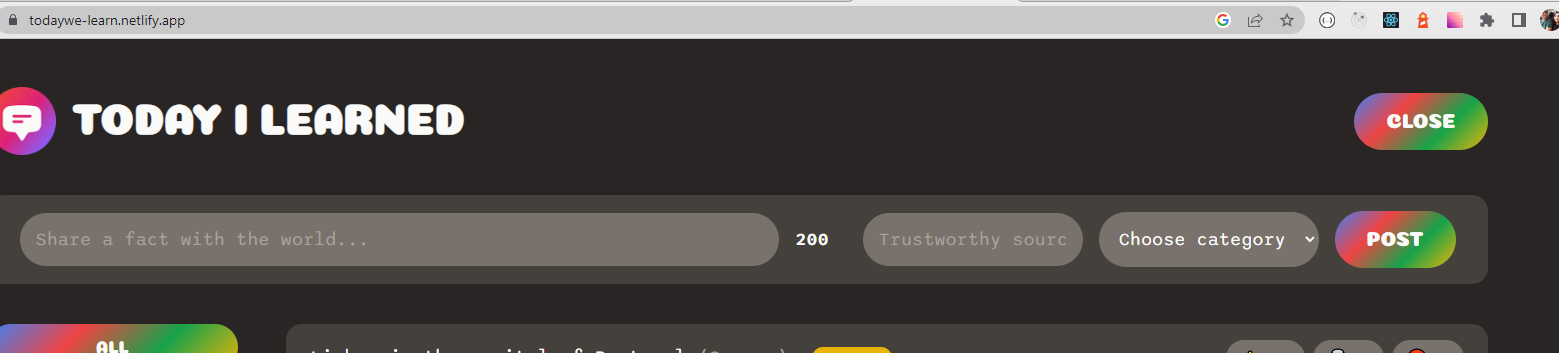 todaywe-learn.netlify.app
TODAY I LEARNED
CLOSE
Share a fact with the world...
200
Trustworthy sourc
Choose category
POST
ALL